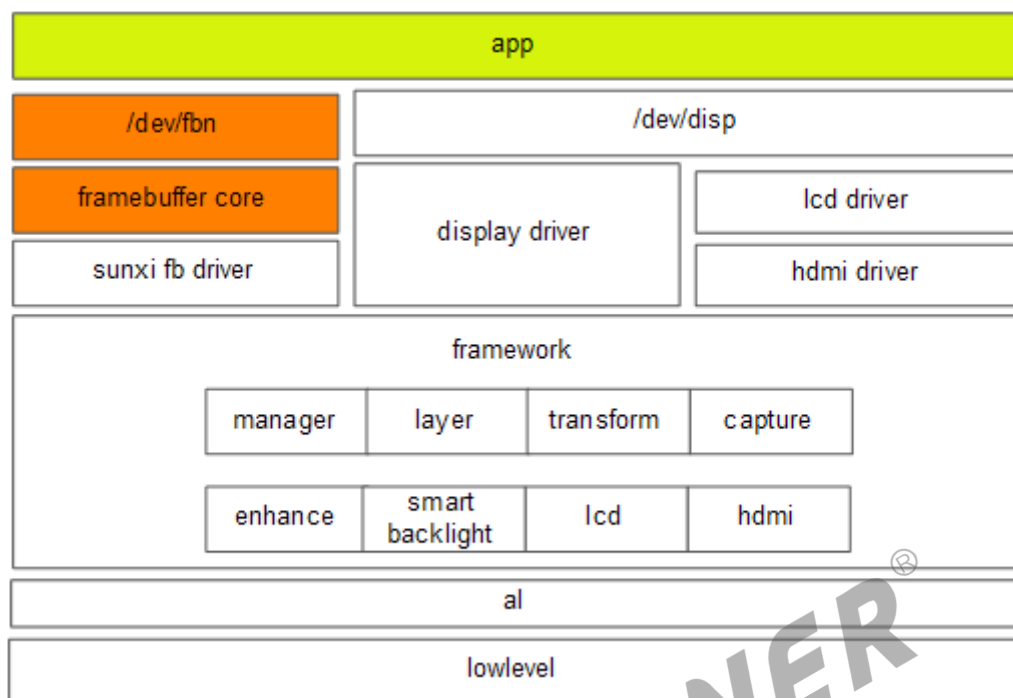 app
/dev/fbn
/dev/disp
framebuffer core
display driver
lcd driver
sunxi fb driver
hdmi driver
framework
manager
layer
transform
capture
enhance
smart
backlight
lcd
hdmi
al
lowlevel
NER®